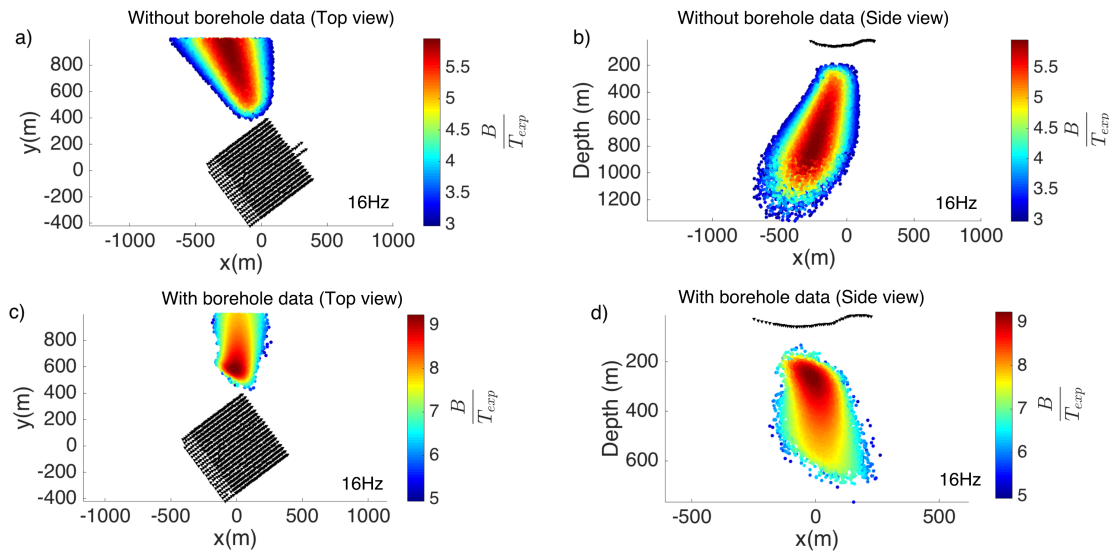 Without borehole data (Top view)
a)
800
600
400
200
0
-200
-400
y(m)
-1000
-500
0
500
1000
x(m)
16Hz
5.5
5
4.5
4
3.5
3
B
T_exp
Without borehole data (Side view)
b)
200
400
600
800
1000
1200
Depth (m)
-1000
-500
0
500
1000
x(m)
16Hz
5.5
5
4.5
4
3.5
3
B
T_exp
With borehole data (Top view)
c)
800
600
400
200
0
-200
-400
y(m)
-1000
-500
0
500
1000
x(m)
16Hz
9
8
7
6
5
B
T_exp
With borehole data (Side view)
d)
200
400
600
Depth (m)
-500
0
500
x(m)
16Hz
9
8
7
6
5
B
T_exp